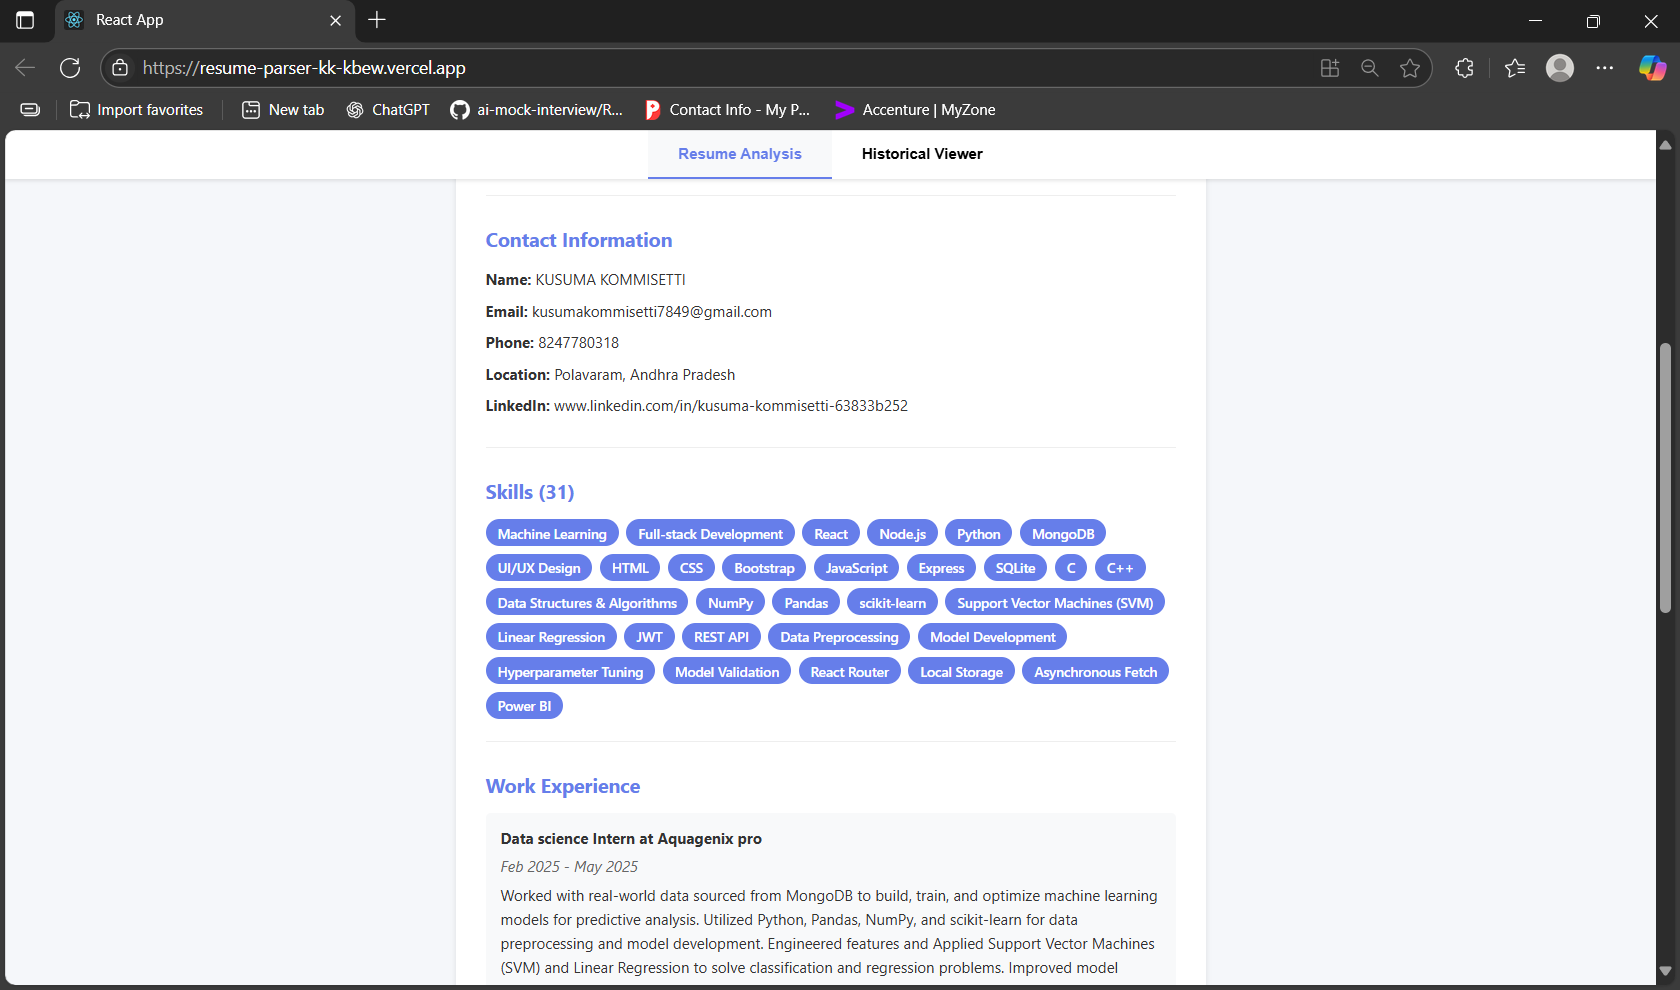 React App
https://resume-parser-kk-kbew.vercel.app
Import favorites New tab ChatGPT ai-mock-interview/R... Contact Info - My P... Accenture | MyZone
Resume Analysis Historical Viewer
Contact Information
Name: KUSUMA KOMMISETTI
Email: kusumakommisetti7849@gmail.com
Phone: 8247780318
Location: Polavaram, Andhra Pradesh
LinkedIn: www.linkedin.com/in/kusuma-kommisetti-63833b252
Skills (31)
Machine Learning Full-stack Development React Node.js Python MongoDB
UI/UX Design HTML CSS Bootstrap JavaScript Express SQLite C C++
Data Structures & Algorithms NumPy Pandas scikit-learn Support Vector Machines (SVM)
Linear Regression JWT REST API Data Preprocessing Model Development
Hyperparameter Tuning Model Validation React Router Local Storage Asynchronous Fetch
Power BI
Work Experience
Data science Intern at Aquagenix pro
Feb 2025 - May 2025
Worked with real-world data sourced from MongoDB to build, train, and optimize machine learning
models for predictive analysis. Utilized Python, Pandas, NumPy, and scikit-learn for data
preprocessing and model development. Engineered features and Applied Support Vector Machines
(SVM) and Linear Regression to solve classification and regression problems. Improved model